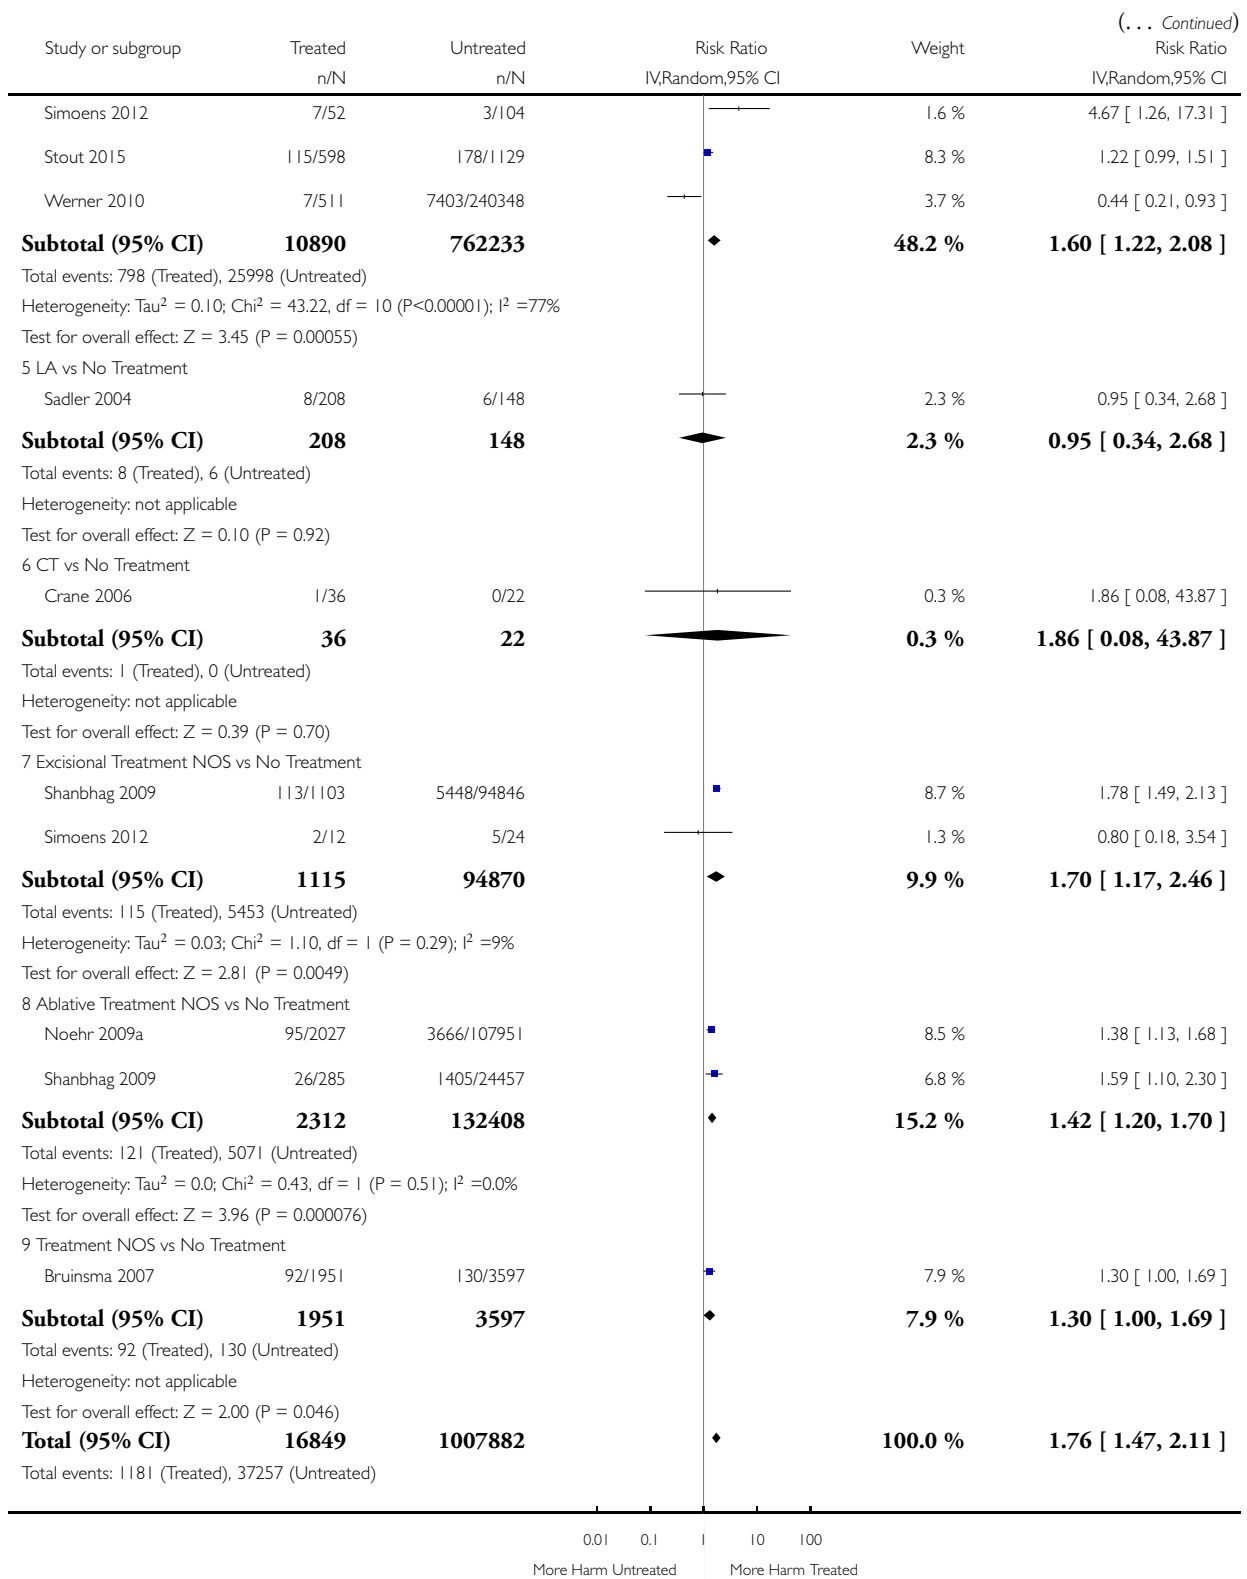 (... Continued)
Study or subgroup Treated Untreated Risk Ratio Weight Risk Ratio
n/N n/N IV,Random,95% CI IV,Random,95% CI
Simoens 2012 7/52 3/104 1.6 % 4.67 [ 1.26, 17.31 ]
Stout 2015 115/598 178/1129 8.3 % 1.22 [ 0.99, 1.51 ]
Werner 2010 7/511 7403/240348 3.7 % 0.44 [ 0.21, 0.93 ]
Subtotal (95% CI) 10890 762233 48.2 % 1.60 [ 1.22, 2.08 ]
Total events: 798 (Treated), 25998 (Untreated)
Heterogeneity: Tau² = 0.10; Chi² = 43.22, df = 10 (P<0.00001); I² =77%
Test for overall effect: Z = 3.45 (P = 0.00055)
5 LA vs No Treatment
Sadler 2004 8/208 6/148 2.3 % 0.95 [ 0.34, 2.68 ]
Subtotal (95% CI) 208 148 2.3 % 0.95 [ 0.34, 2.68 ]
Total events: 8 (Treated), 6 (Untreated)
Heterogeneity: not applicable
Test for overall effect: Z = 0.10 (P = 0.92)
6 CT vs No Treatment
Crane 2006 1/36 0/22 0.3 % 1.86 [ 0.08, 43.87 ]
Subtotal (95% CI) 36 22 0.3 % 1.86 [ 0.08, 43.87 ]
Total events: 1 (Treated), 0 (Untreated)
Heterogeneity: not applicable
Test for overall effect: Z = 0.39 (P = 0.70)
7 Excisional Treatment NOS vs No Treatment
Shanbhag 2009 113/1103 5448/94846 8.7 % 1.78 [ 1.49, 2.13 ]
Simoens 2012 2/12 5/24 1.3 % 0.80 [ 0.18, 3.54 ]
Subtotal (95% CI) 1115 94870 9.9 % 1.70 [ 1.17, 2.46 ]
Total events: 115 (Treated), 5453 (Untreated)
Heterogeneity: Tau² = 0.03; Chi² = 1.10, df = 1 (P = 0.29); I² =9%
Test for overall effect: Z = 2.81 (P = 0.0049)
8 Ablative Treatment NOS vs No Treatment
Noehr 2009a 95/2027 3666/107951 8.5 % 1.38 [ 1.13, 1.68 ]
Shanbhag 2009 26/285 1405/24457 6.8 % 1.59 [ 1.10, 2.30 ]
Subtotal (95% CI) 2312 132408 15.2 % 1.42 [ 1.20, 1.70 ]
Total events: 121 (Treated), 5071 (Untreated)
Heterogeneity: Tau² = 0.0; Chi² = 0.43, df = 1 (P = 0.51); I² =0.0%
Test for overall effect: Z = 3.96 (P = 0.000076)
9 Treatment NOS vs No Treatment
Bruinsma 2007 92/1951 130/3597 7.9 % 1.30 [ 1.00, 1.69 ]
Subtotal (95% CI) 1951 3597 7.9 % 1.30 [ 1.00, 1.69 ]
Total events: 92 (Treated), 130 (Untreated)
Heterogeneity: not applicable
Test for overall effect: Z = 2.00 (P = 0.046)
Total (95% CI) 16849 1007882 100.0 % 1.76 [ 1.47, 2.11 ]
Total events: 1181 (Treated), 37257 (Untreated)
0.01 0.1 1 10 100
More Harm Untreated More Harm Treated